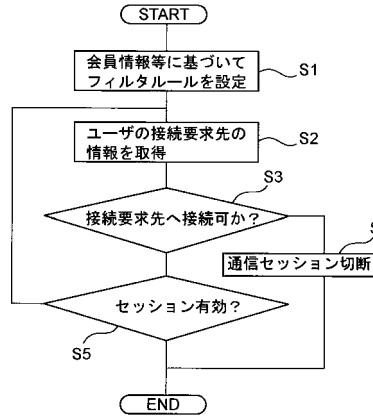 START
会員情報等に基づいて
フィルタルールを設定
S1
ユーザの接続要求先の
情報を取得
S2
接続要求先へ接続可か？
S3
通信セッション切断
セッション有効？
S5
END